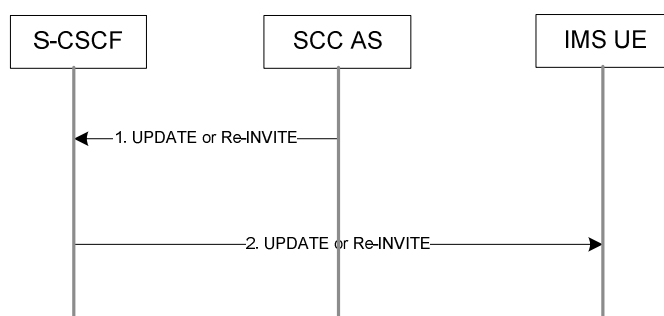 S-CSCF
SCC AS
IMS UE
1. UPDATE or Re-INVITE
2. UPDATE or Re-INVITE